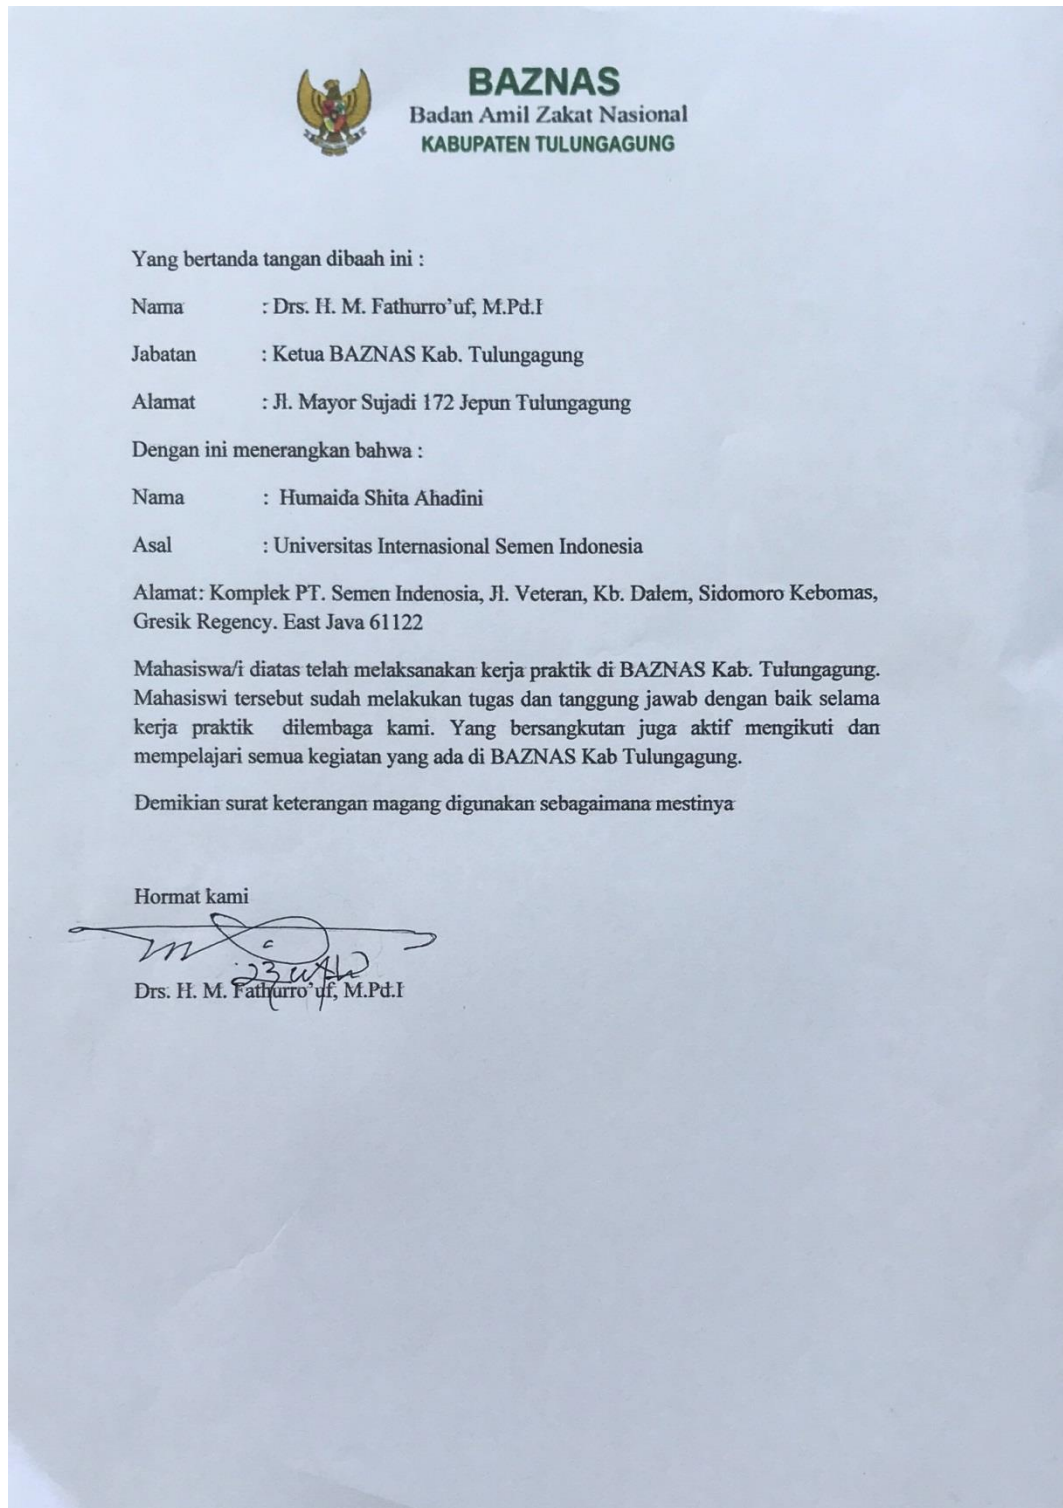 BAZNAS
Badan Amil Zakat Nasional
KABUPATEN TULUNGAGUNG
Yang bertanda tangan dibaah ini :
Nama : Drs. H. M. Fathurro'uf, M.Pd.I
Jabatan : Ketua BAZNAS Kab. Tulungagung
Alamat : Jl. Mayor Sujadi 172 Jepun Tulungagung
Dengan ini menerangkan bahwa :
Nama : Humaida Shita Ahadini
Asal : Universitas Internasional Semen Indonesia
Alamat: Komplek PT. Semen Indenosia, Jl. Veteran, Kb. Dalem, Sidomoro Kebomas,
Gresik Regency. East Java 61122
Mahasiswa/i diatas telah melaksanakan kerja praktik di BAZNAS Kab. Tulungagung.
Mahasiswi tersebut sudah melakukan tugas dan tanggung jawab dengan baik selama
kerja praktik dilembaga kami. Yang bersangkutan juga aktif mengikuti dan
mempelajari semua kegiatan yang ada di BAZNAS Kab Tulungagung.
Demikian surat keterangan magang digunakan sebagaimana mestinya
Hormat kami
Drs. H. M. Fathurro'uf, M.Pd.I